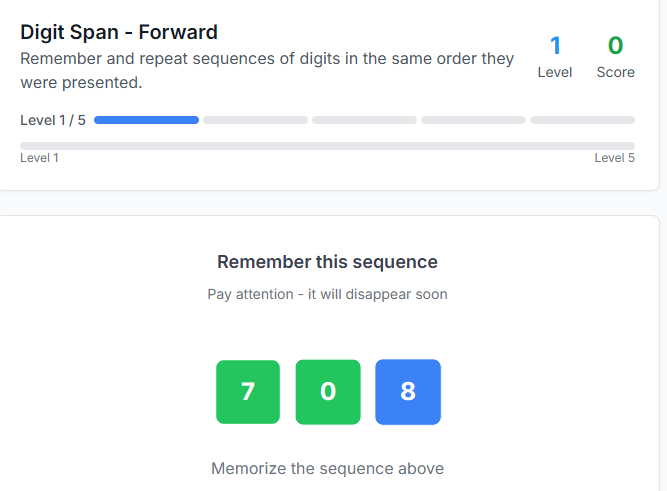 Digit Span - Forward
Remember and repeat sequences of digits in the same order they
were presented.
1
Level
0
Score
Level 1 / 5
Level 1
Level 5
Remember this sequence
Pay attention - it will disappear soon
7 0 8
Memorize the sequence above